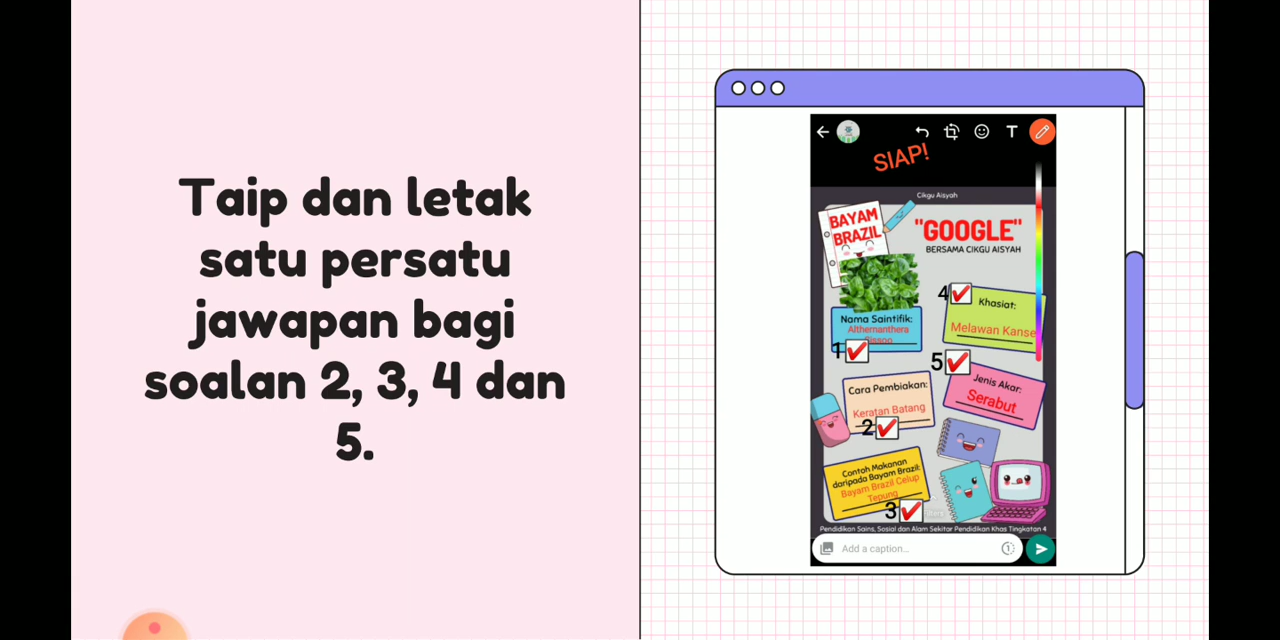 Taip dan letak
satu persatu
jawapan bagi
soalan 2, 3, 4 dan
5.
T
SIAP!
Cikgu Aisyah
BAYAM
BRAZIL
"GOOGLE"
BERSAMA CIKGU AISYAH
Nama Saintifik:
Althernanthera
Sissoo
1
Cara Pembiakan:
Keratan Batang
2
Contoh Makanan
daripada Bayam Brazil:
Bayam Brazil Celup
Tepung
3
4
Khasiat:
Melawan Kanse
5
Jenis Akar:
Serabut
Pendidikan Sains, Sosial dan Alam Sekitar Pendidikan Khas Tingkatan 4
Add a caption...
1